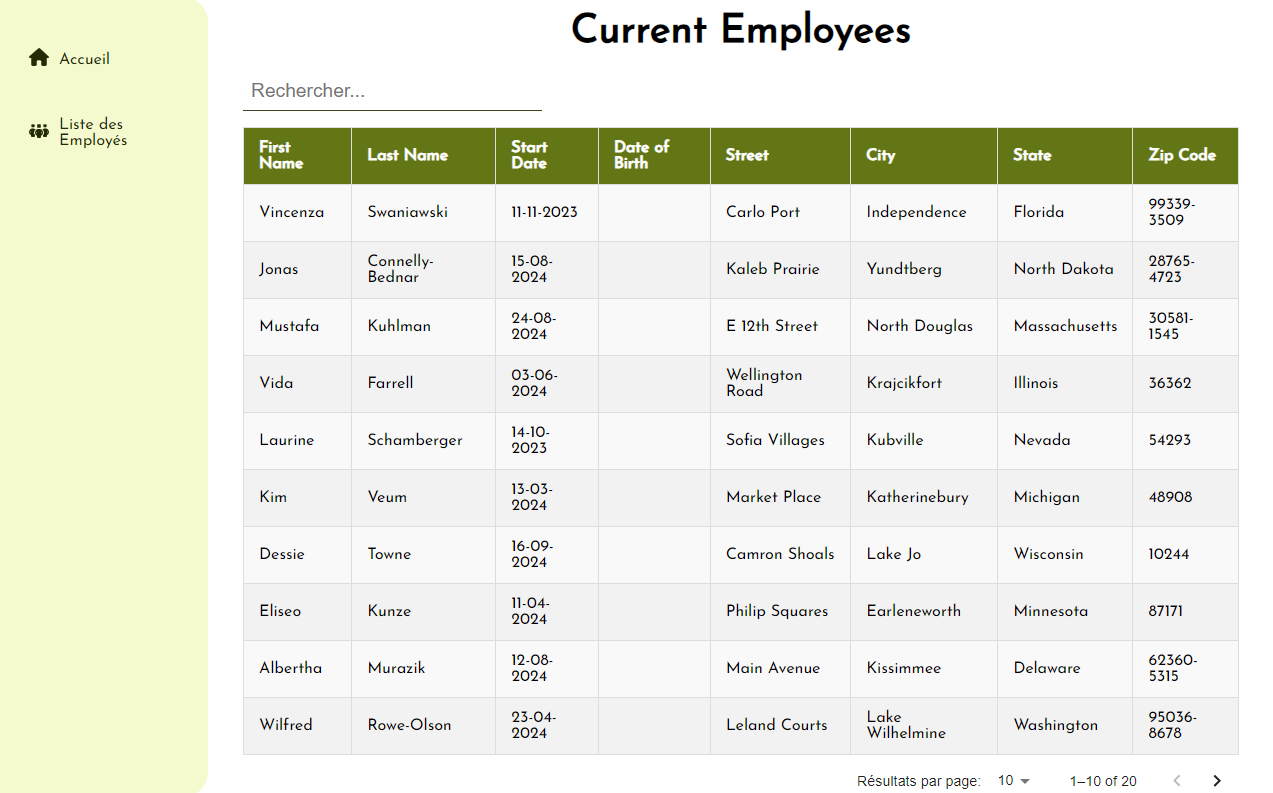 Accueil
Liste des
Employés
Current Employees
Rechercher...
First Name Last Name Start Date Date of Birth Street City State Zip Code
Vincenza Swaniawski 11-11-2023 Carlo Port Independence Florida 99339-3509
Jonas Connelly-Bednar 15-08-2024 Kaleb Prairie Yundtberg North Dakota 28765-4723
Mustafa Kuhlman 24-08-2024 E 12th Street North Douglas Massachusetts 30581-1545
Vida Farrell 03-06-2024 Wellington Road Krajcikfort Illinois 36362
Laurine Schamberger 14-10-2023 Sofia Villages Kubville Nevada 54293
Kim Veum 13-03-2024 Market Place Katherinebury Michigan 48908
Dessie Towne 16-09-2024 Camron Shoals Lake Jo Wisconsin 10244
Eliseo Kunze 11-04-2024 Philip Squares Earleneworth Minnesota 87171
Albertha Murazik 12-08-2024 Main Avenue Kissimmee Delaware 62360-5315
Wilfred Rowe-Olson 23-04-2024 Leland Courts Lake Wilhelmine Washington 95036-8678
Résultats par page: 10 1–10 of 20